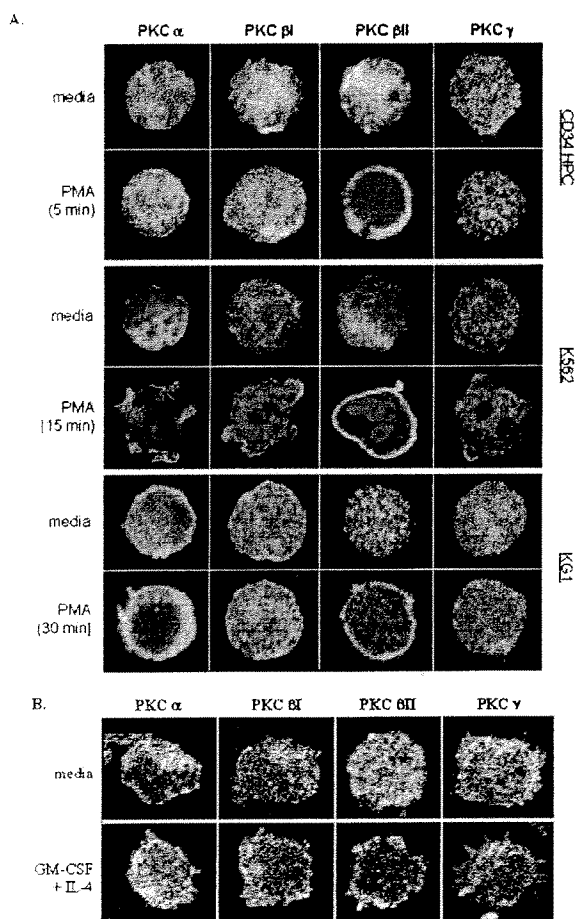 A.
PKC α PKC βI PKC βII PKC γ
media
PMA
(5 min)
CD34 HPC
media
PMA
(15 min)
K562
media
PMA
(30 min)
KG1
B.
PKC α PKC βI PKC βII PKC γ
media
GM-CSF
+ IL-4